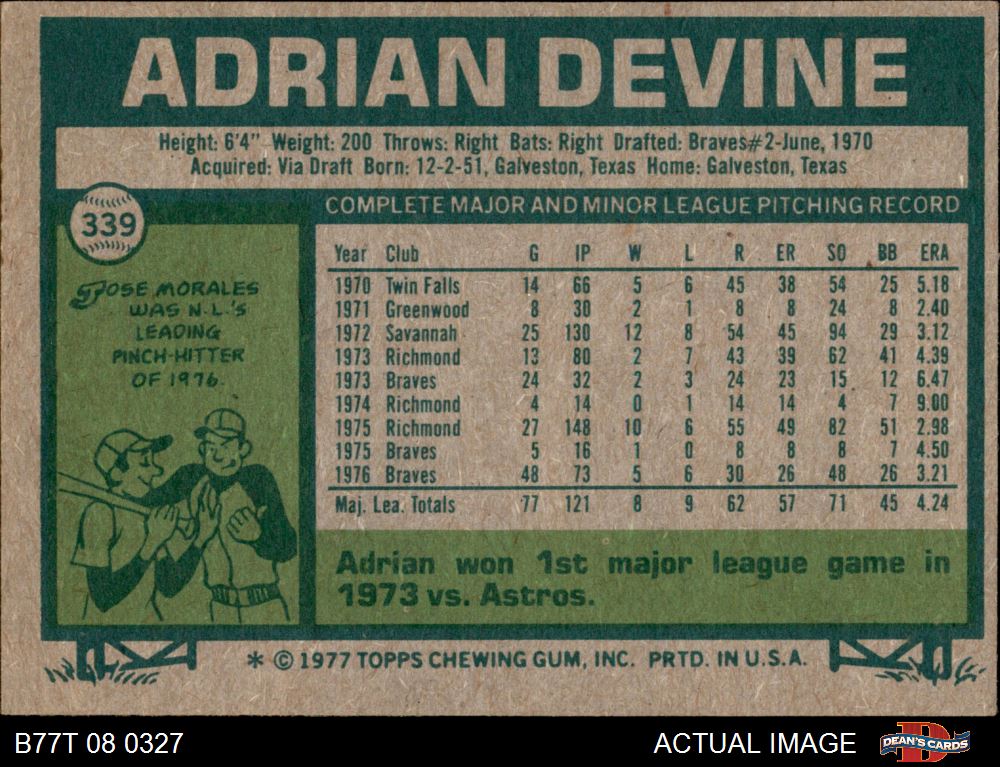 ADRIAN DEVINE
Height: 6'4" Weight: 200 Throws: Right Bats: Right Drafted: Braves#2-June, 1970
Acquired: Via Draft Born: 12-2-51, Galveston, Texas Home: Galveston, Texas
339
JOSE MORALES
WAS N.L.'S
LEADING
PINCH-HITTER
OF 1976.
COMPLETE MAJOR AND MINOR LEAGUE PITCHING RECORD
Year Club G IP W L R ER SO BB ERA
1970 Twin Falls 14 66 5 6 45 38 54 25 5.18
1971 Greenwood 8 30 2 1 8 8 24 8 2.40
1972 Savannah 25 130 12 8 54 45 94 29 3.12
1973 Richmond 13 80 2 7 43 39 62 41 4.39
1973 Braves 24 32 2 3 24 23 15 12 6.47
1974 Richmond 4 14 0 1 14 14 4 7 9.00
1975 Richmond 27 148 10 6 55 49 82 51 2.98
1975 Braves 5 16 1 0 8 8 8 7 4.50
1976 Braves 48 73 5 6 30 26 48 26 3.21
Maj. Lea. Totals 77 121 8 9 62 57 71 45 4.24
Adrian won 1st major league game in
1973 vs. Astros.
* © 1977 TOPPS CHEWING GUM, INC. PRTD. IN U.S.A.
B77T 08 0327
ACTUAL IMAGE
D
DEAN'S CARDS